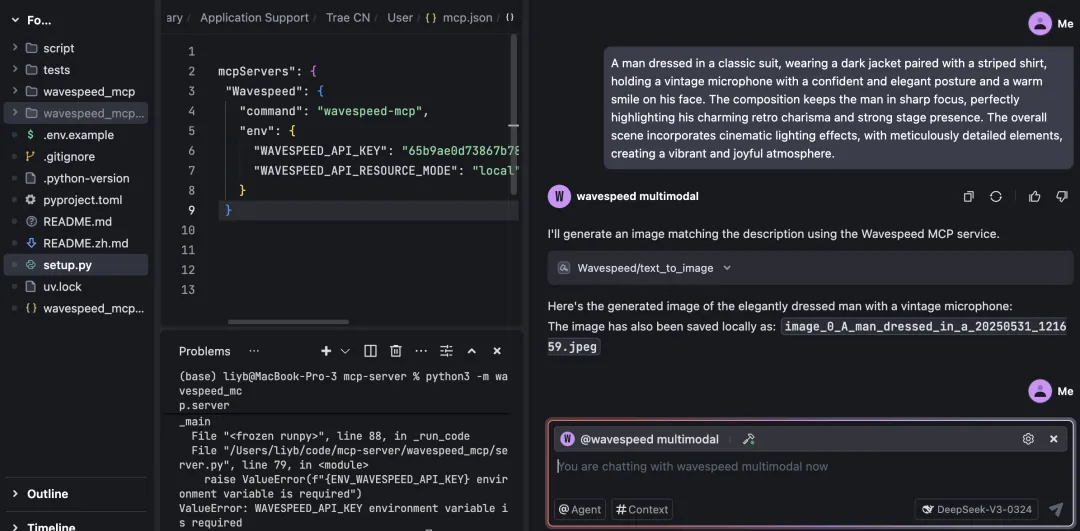 Fo...
script
tests
wavespeed_mcp
wavespeed_mcp...
.env.example
.gitignore
.python-version
pyproject.toml
README.md
README.zh.md
setup.py
uv.lock
wavespeed_mcp...
Outline
Timeline
ary / Application Support / Trae CN / User / {} mcp.json / {}
1
2 mcpServers": {
3 "Wavespeed": {
4 "command": "wavespeed-mcp",
5 "env": {
6 "WAVESPEED_API_KEY": "65b9ae0d73867b78
7 "WAVESPEED_API_RESOURCE_MODE": "local"
8 }
9 }
10
11
12
13
Problems ...
(base) liyb@MacBook-Pro-3 mcp-server % python3 -m wa
vespeed_mc
p.server
_main
File "<frozen runpy>", line 88, in _run_code
File "/Users/liyb/code/mcp-server/wavespeed_mcp/se
rver.py", line 79, in <module>
raise ValueError(f"{ENV_WAVESPEED_API_KEY} envir
onment variable is required")
ValueError: WAVESPEED_API_KEY environment variable i
s required
Me
A man dressed in a classic suit, wearing a dark jacket paired with a striped shirt,
holding a vintage microphone with a confident and elegant posture and a warm
smile on his face. The composition keeps the man in sharp focus, perfectly
highlighting his charming retro charisma and strong stage presence. The overall
scene incorporates cinematic lighting effects, with meticulously detailed elements,
creating a vibrant and joyful atmosphere.
W wavespeed multimodal
I'll generate an image matching the description using the Wavespeed MCP service.
Wavespeed/text_to_image
Here's the generated image of the elegantly dressed man with a vintage microphone:
The image has also been saved locally as: image_0_A_man_dressed_in_a_20250531_1216
59.jpeg
Me
W @wavespeed multimodal
You are chatting with wavespeed multimodal now
@ Agent # Context DeepSeek-V3-0324